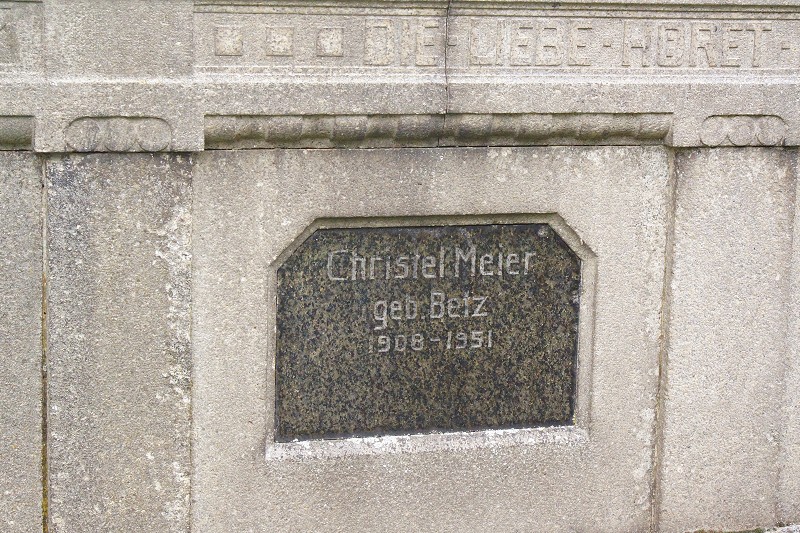 DIE-LIEBE-HÖRET-
Christel Meier
geb. Betz
1908-1951